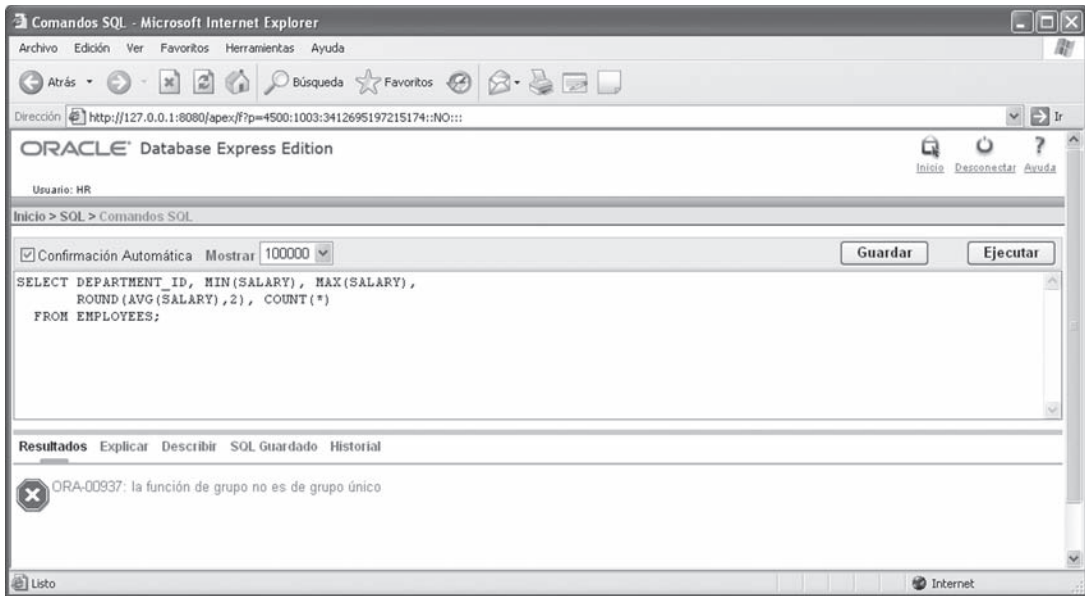 Comandos SQL - Microsoft Internet Explorer
Archivo Edición Ver Favoritos Herramientas Ayuda
Atrás Búsqueda Favoritos
Dirección http://127.0.0.1:8080/apex/f?p=4500:1003:3412695197215174::NO::: Ir
ORACLE Database Express Edition
Inicio Desconectar ? Ayuda
Usuario: HR
Inicio > SQL > Comandos SQL
Confirmación Automática Mostrar 100000 Guardar Ejecutar
SELECT DEPARTMENT_ID, MIN(SALARY), MAX(SALARY),
ROUND(AVG(SALARY),2), COUNT(*)
FROM EMPLOYEES;
Resultados Explicar Describir SQL Guardado Historial
ORA-00937: la función de grupo no es de grupo único
Listo Internet